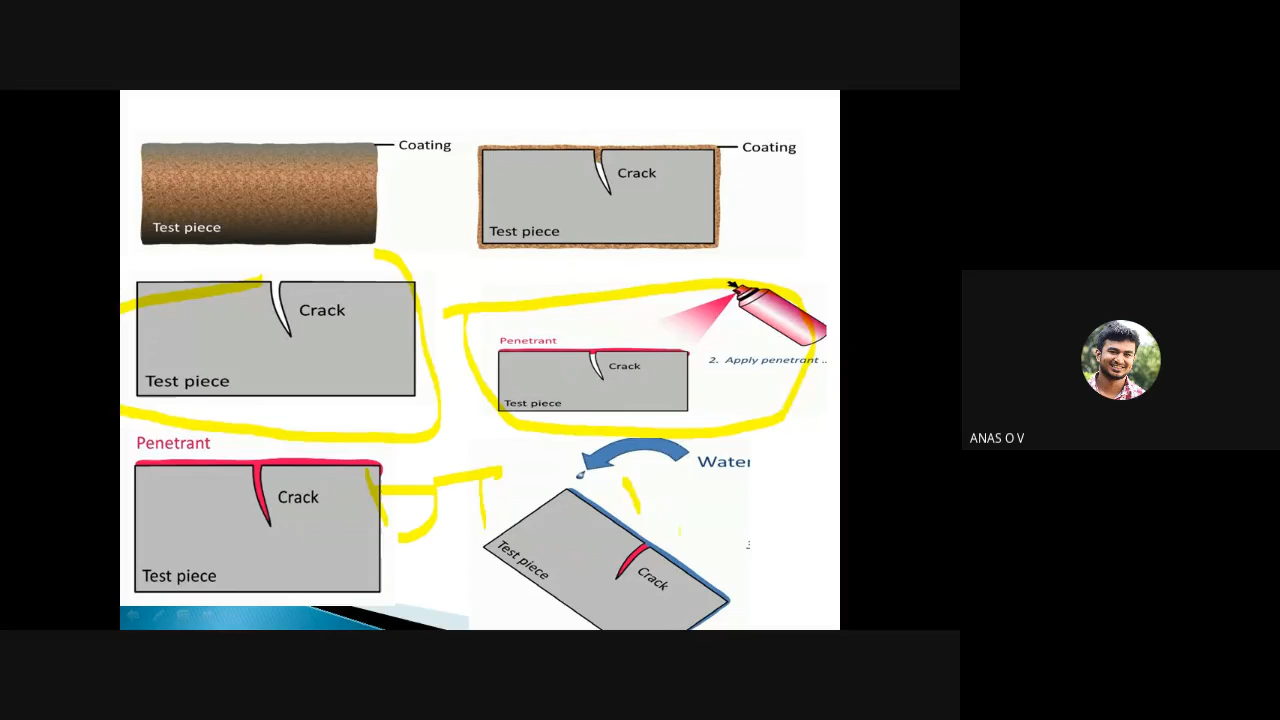 Coating
Test piece
Coating
Crack
Test piece
Crack
Test piece
Penetrant
2. Apply penetrant ..
Crack
Test piece
Penetrant
Crack
Test piece
Water
Test piece
Crack
ANAS O V